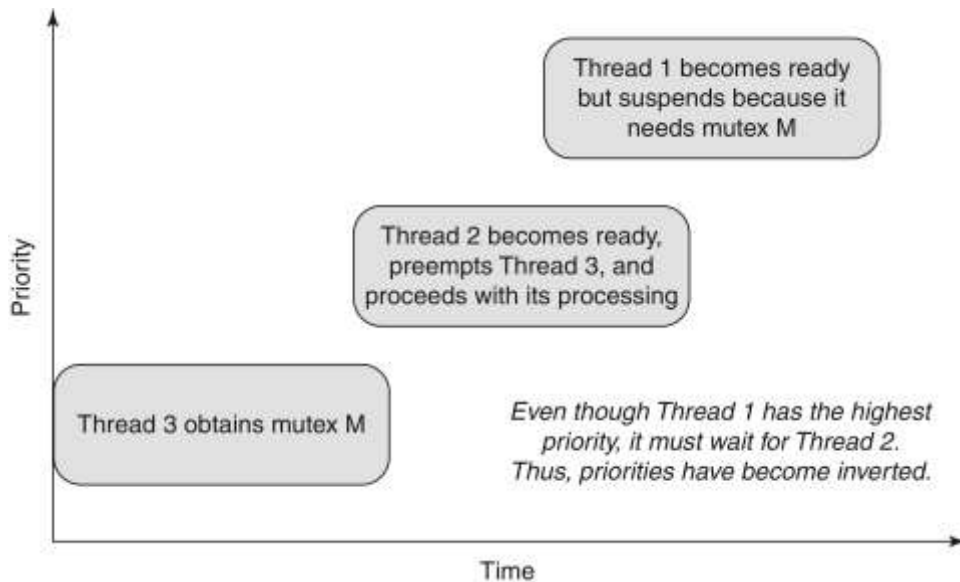 Thread 1 becomes ready
but suspends because it
needs mutex M
Thread 2 becomes ready,
preempts Thread 3, and
proceeds with its processing
Priority
Thread 3 obtains mutex M
Even though Thread 1 has the highest
priority, it must wait for Thread 2.
Thus, priorities have become inverted.
Time